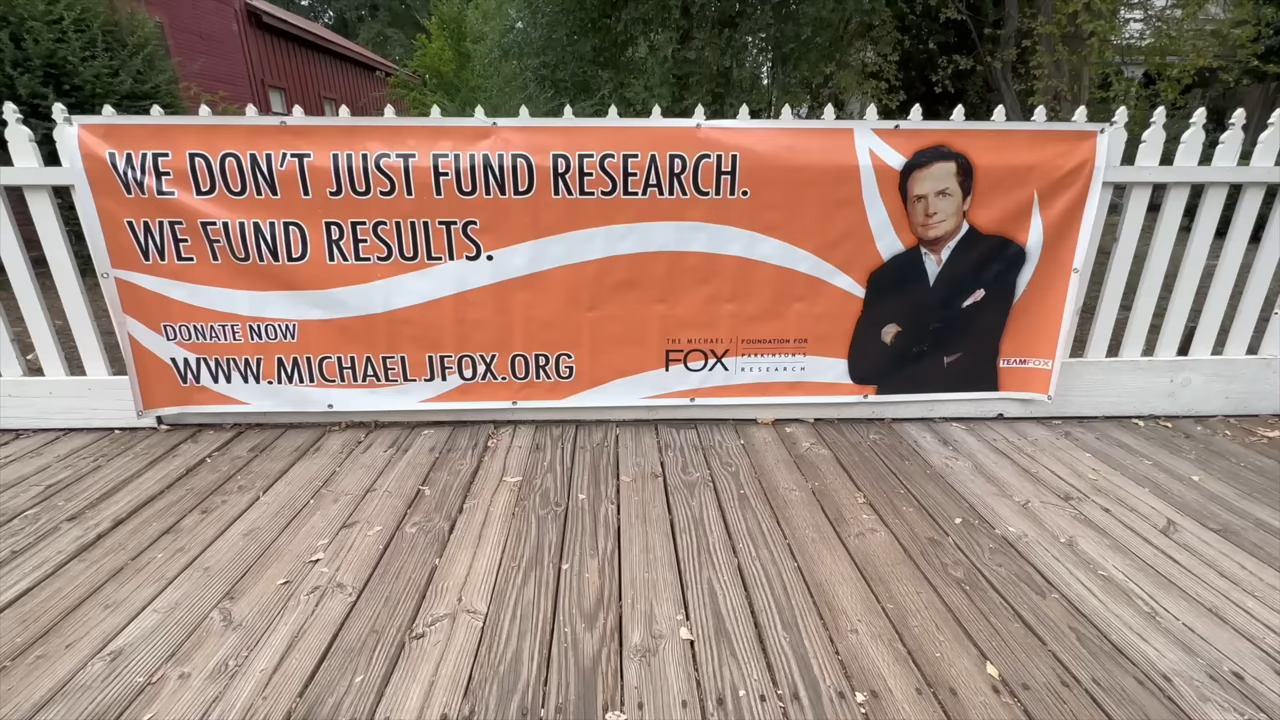 WE DON'T JUST FUND RESEARCH.
WE FUND RESULTS.
DONATE NOW
WWW.MICHAELJFOX.ORG
THE MICHAEL J.
FOX
FOUNDATION FOR
PARKINSON'S
RESEARCH
TEAMFOX